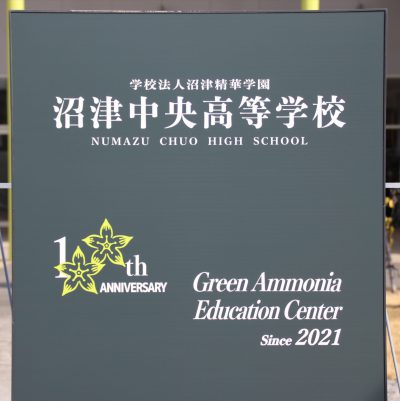 学校法人沼津精華学園
沼津中央高等学校
NUMAZU CHUO HIGH SCHOOL
100th
ANNIVERSARY
Green Ammonia
Education Center
Since 2021